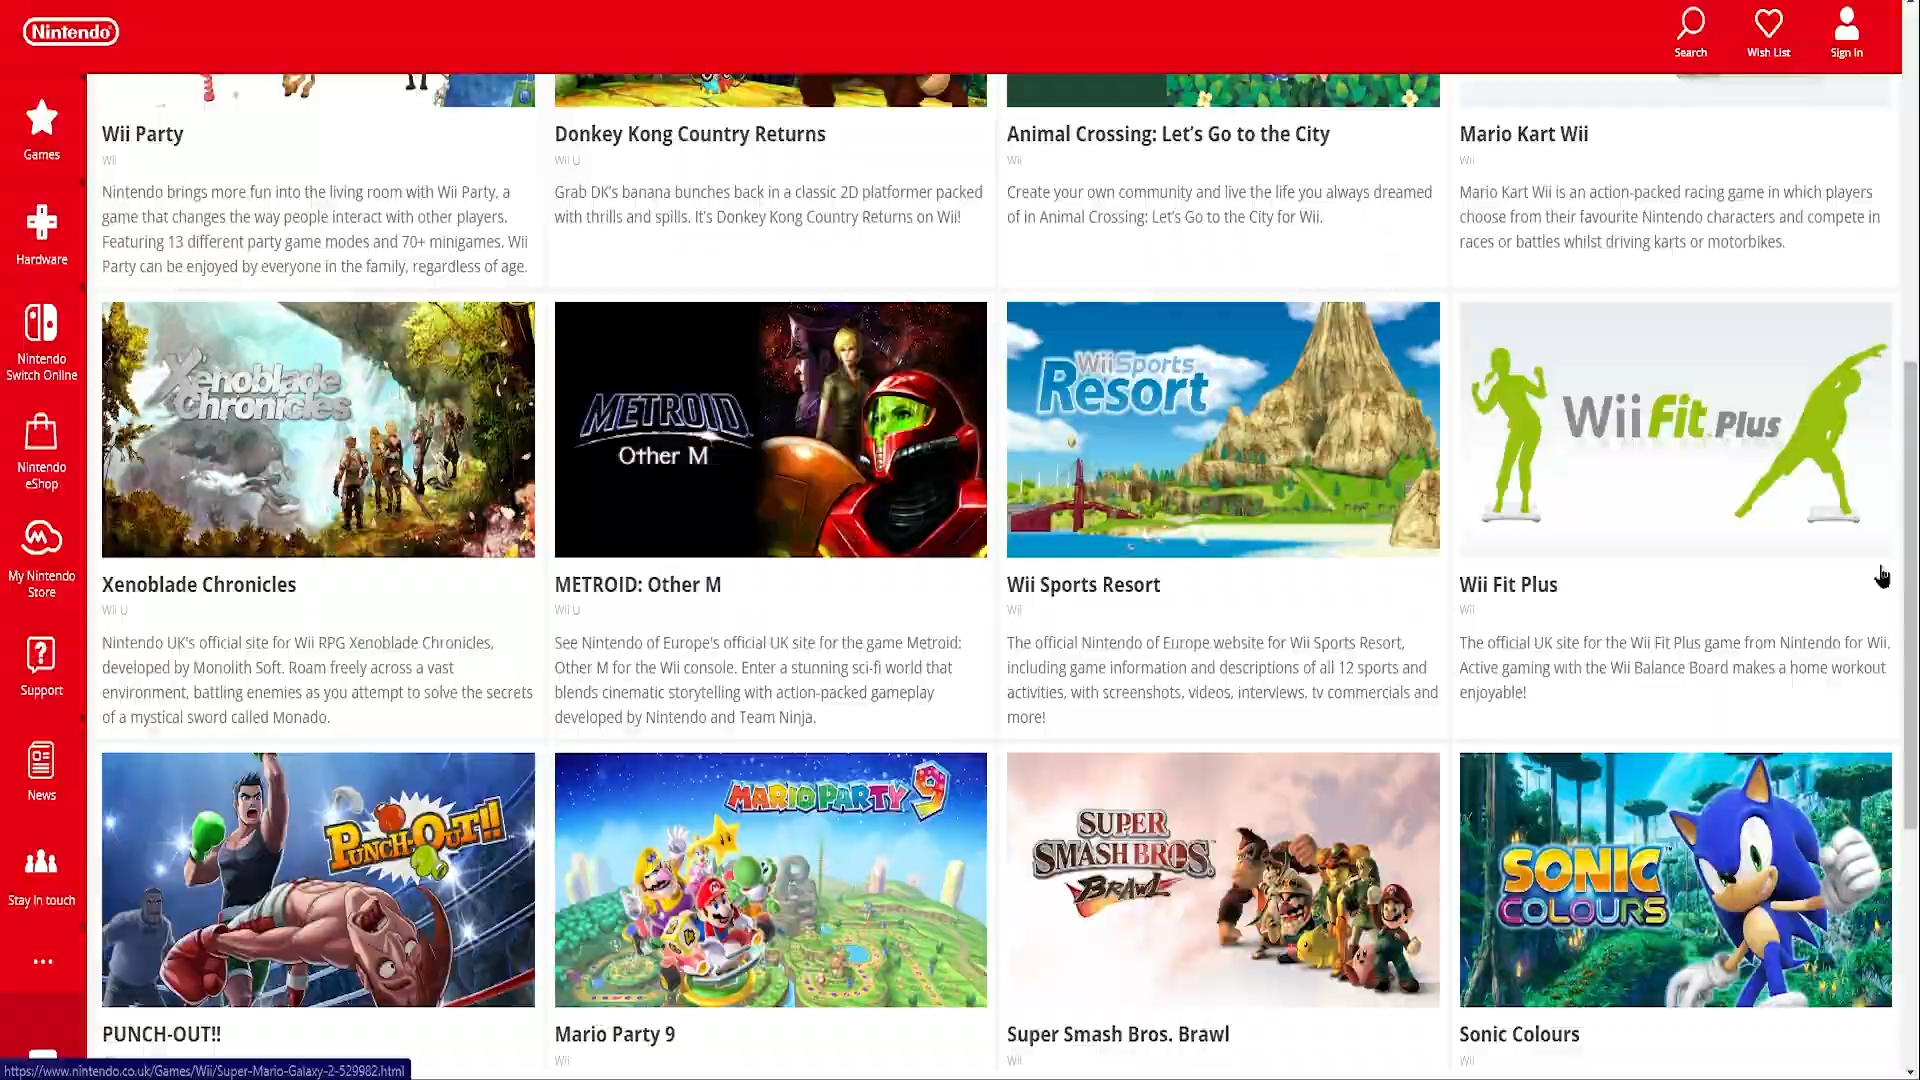 Nintendo
Search
Wish List
Sign In
Games
Hardware
Nintendo
Switch Online
Nintendo
eShop
My Nintendo
Store
Support
News
Stay in touch
...
Wii Party
Wii
Nintendo brings more fun into the living room with Wii Party, a
game that changes the way people interact with other players.
Featuring 13 different party game modes and 70+ minigames. Wii
Party can be enjoyed by everyone in the family, regardless of age.
Donkey Kong Country Returns
Wii U
Grab DK's banana bunches back in a classic 2D platformer packed
with thrills and spills. It's Donkey Kong Country Returns on Wii!
Animal Crossing: Let's Go to the City
Wii
Create your own community and live the life you always dreamed
of in Animal Crossing: Let's Go to the City for Wii.
Mario Kart Wii
Wii
Mario Kart Wii is an action-packed racing game in which players
choose from their favourite Nintendo characters and compete in
races or battles whilst driving karts or motorbikes.
Xenoblade
Chronicles
Xenoblade Chronicles
Wii U
Nintendo UK's official site for Wii RPG Xenoblade Chronicles,
developed by Monolith Soft. Roam freely across a vast
environment, battling enemies as you attempt to solve the secrets
of a mystical sword called Monado.
METROID
Other M
METROID: Other M
Wii U
See Nintendo of Europe's official UK site for the game Metroid:
Other M for the Wii console. Enter a stunning sci-fi world that
blends cinematic storytelling with action-packed gameplay
developed by Nintendo and Team Ninja.
Wii Sports
Resort
Wii Sports Resort
Wii
The official Nintendo of Europe website for Wii Sports Resort,
including game information and descriptions of all 12 sports and
activities, with screenshots, videos, interviews, tv commercials and
more!
Wii Fit Plus
Wii Fit Plus
Wii
The official UK site for the Wii Fit Plus game from Nintendo for Wii.
Active gaming with the Wii Balance Board makes a home workout
enjoyable!
PUNCH-OUT!!
PUNCH-OUT!!
MARIO PARTY 9
Mario Party 9
Wii
SUPER
SMASH BROS.
BRAWL
Super Smash Bros. Brawl
Wii
SONIC
COLOURS
Sonic Colours
Wii
https://www.nintendo.co.uk/Games/Wii/Super-Mario-Galaxy-2-529982.html